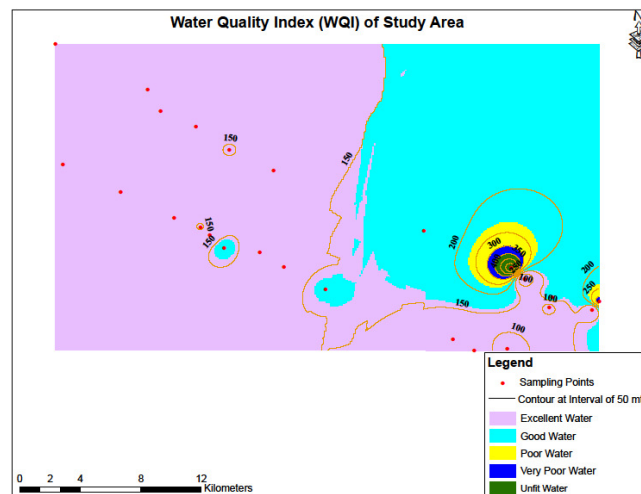 Water Quality Index (WQI) of Study Area
N
150
150
200
200
300
350
250
150
150
100
100
150
100
Legend
Sampling Points
Contour at Interval of 50 mt
Excellent Water
Good Water
Poor Water
Very Poor Water
Unfit Water
0 2 4 8 12
Kilometers